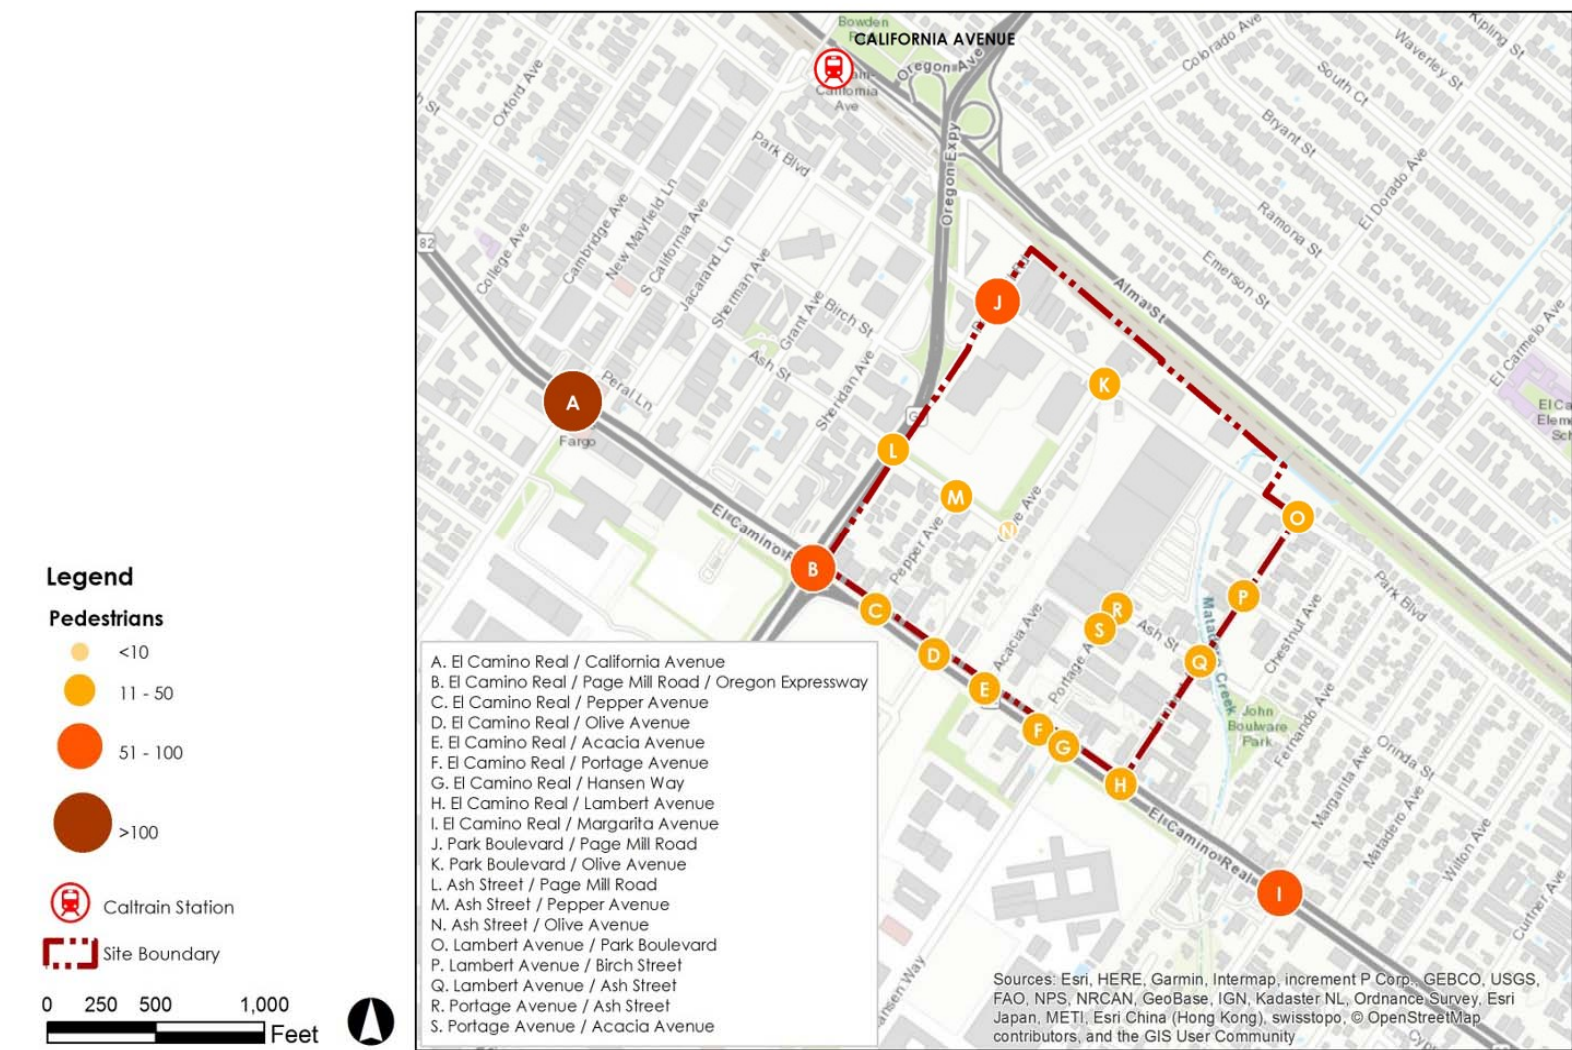 Legend
Pedestrians
<10
11 - 50
51 - 100
>100
Caltrain Station
Site Boundary
0 250 500 1,000
Feet
Bowden
CALIFORNIA AVENUE
California
Ave
Oregon Ave
Oregon Expy
Colorado Ave
Kipling St
Waverley St
South Ct
Bryant St
El Dorado Ave
Ramona St
Emerson St
Alma St
El Carmelo Ave
Oxford Ave
Park Blvd
82
College Ave
Cambridge Ave
New Mayfield Ln
S California Ave
Jacarand Ln
Sherman Ave
Grant Ave
Birch St
Ash St
Sheridan Ave
Peral Ln
Fargo
El Camino
Pepper Ave
Acacia Ave
Portage
Ash St
Matadero Creek
Chestnut Ave
Park Blvd
John
Boulware
Park
Fernando Ave
Orinda St
Margarita Ave
Matadero Ave
Wilton Ave
Curtner Ave
El Camino Real
A
B
C
D
E
F
G
H
I
J
K
L
M
N
O
P
Q
R
S
A. El Camino Real / California Avenue
B. El Camino Real / Page Mill Road / Oregon Expressway
C. El Camino Real / Pepper Avenue
D. El Camino Real / Olive Avenue
E. El Camino Real / Acacia Avenue
F. El Camino Real / Portage Avenue
G. El Camino Real / Hansen Way
H. El Camino Real / Lambert Avenue
I. El Camino Real / Margarita Avenue
J. Park Boulevard / Page Mill Road
K. Park Boulevard / Olive Avenue
L. Ash Street / Page Mill Road
M. Ash Street / Pepper Avenue
N. Ash Street / Olive Avenue
O. Lambert Avenue / Park Boulevard
P. Lambert Avenue / Birch Street
Q. Lambert Avenue / Ash Street
R. Portage Avenue / Ash Street
S. Portage Avenue / Acacia Avenue
Sources: Esri, HERE, Garmin, Intermap, increment P Corp., GEBCO, USGS,
FAO, NPS, NRCAN, GeoBase, IGN, Kadaster NL, Ordnance Survey, Esri
Japan, METI, Esri China (Hong Kong), swisstopo, © OpenStreetMap
contributors, and the GIS User Community